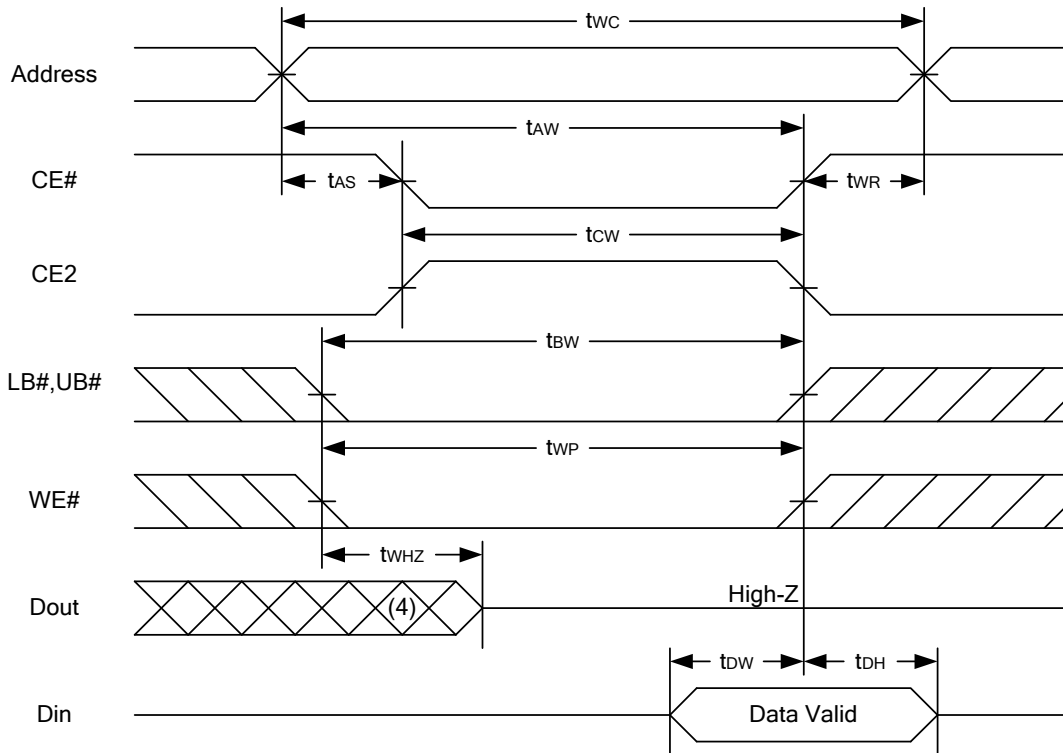 tWC
Address
tAW
CE#
tAS
tWR
tCW
CE2
tBW
LB#,UB#
tWP
WE#
tWHZ
Dout
(4)
High-Z
tDW
tDH
Din
Data Valid